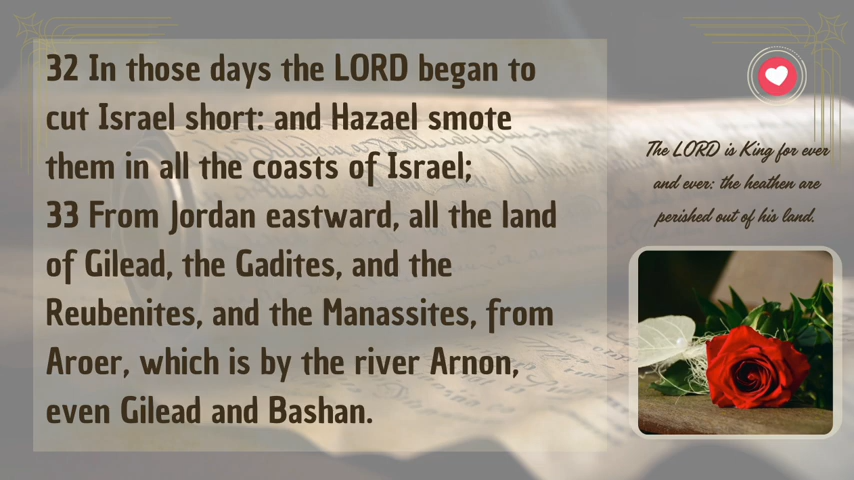 32 In those days the LORD began to
cut Israel short: and Hazael smote
them in all the coasts of Israel;
33 From Jordan eastward, all the land
of Gilead, the Gadites, and the
Reubenites, and the Manassites, from
Aroer, which is by the river Arnon,
even Gilead and Bashan.
The LORD is King for ever
and ever: the heathen are
perished out of his land.